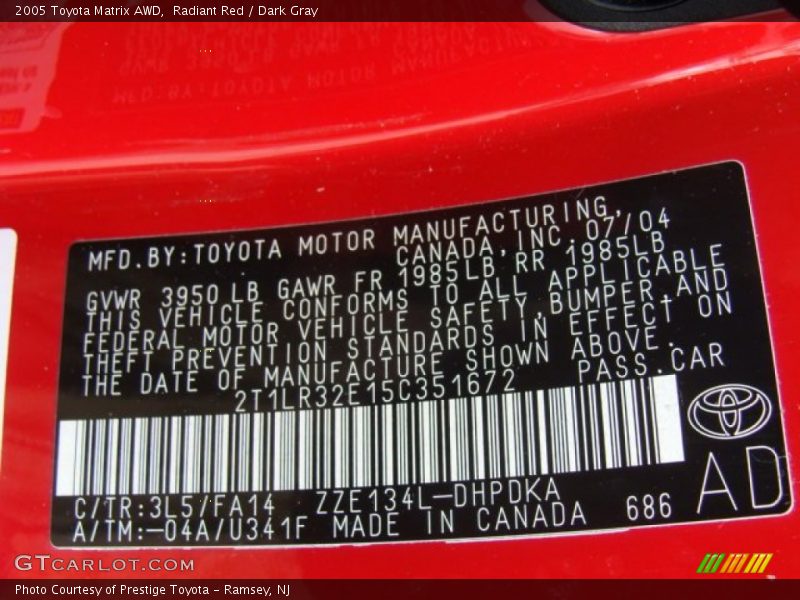 2005 Toyota Matrix AWD,  Radiant Red / Dark Gray
MFD.BY:TOYOTA MOTOR MANUFACTURING,
CANADA,INC. 07/04
GVWR 3950 LB GAWR FR 1985LB RR 1985LB
THIS VEHICLE CONFORMS TO ALL APPLICABLE
FEDERAL MOTOR VEHICLE SAFETY,BUMPER,AND
THEFT PREVENTION STANDARDS IN EFFECT ON
THE DATE OF MANUFACTURE SHOWN ABOVE.
2T1LR32E15C351672 PASS.CAR
C/TR:3L5/FA14 ZZE134L-DHPDKA
A/TM:-04A/U341F MADE IN CANADA 686
AD
GTCARLOT.COM
Photo Courtesy of Prestige Toyota - Ramsey, NJ